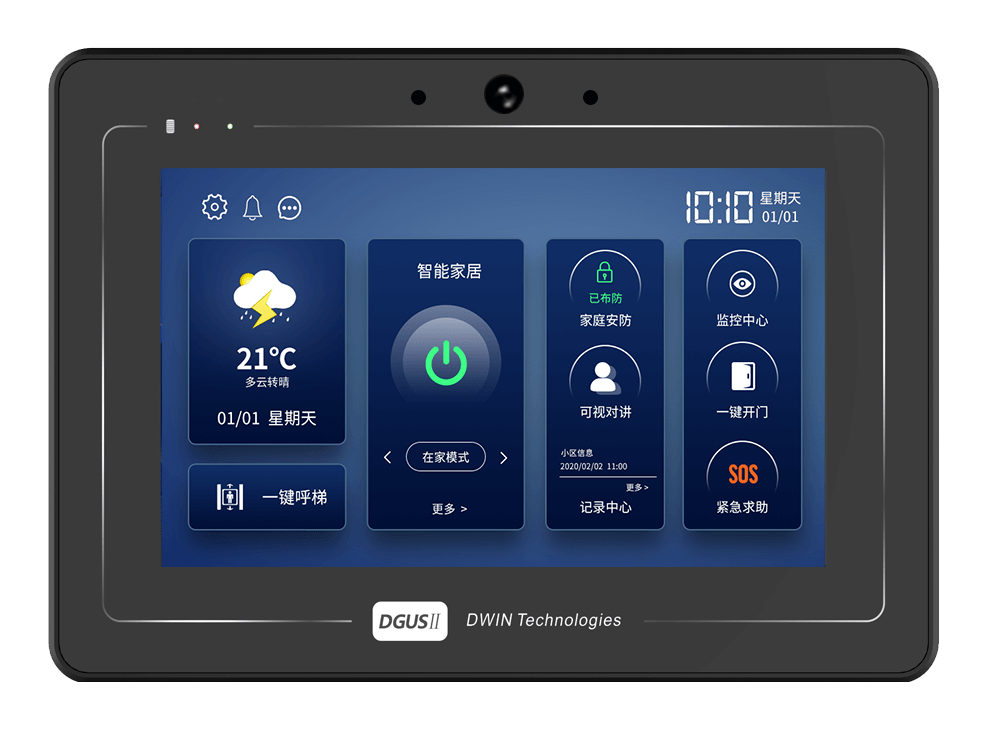 10:10
星期天
01/01
21°C
多云转晴
01/01 星期天
一键呼梯
智能家居
< 在家模式 >
更多 >
已布防
家庭安防
可视对讲
小区信息
2020/02/02 11:00
更多 >
记录中心
监控中心
一键开门
SOS
紧急求助
DGUS II
DWIN Technologies